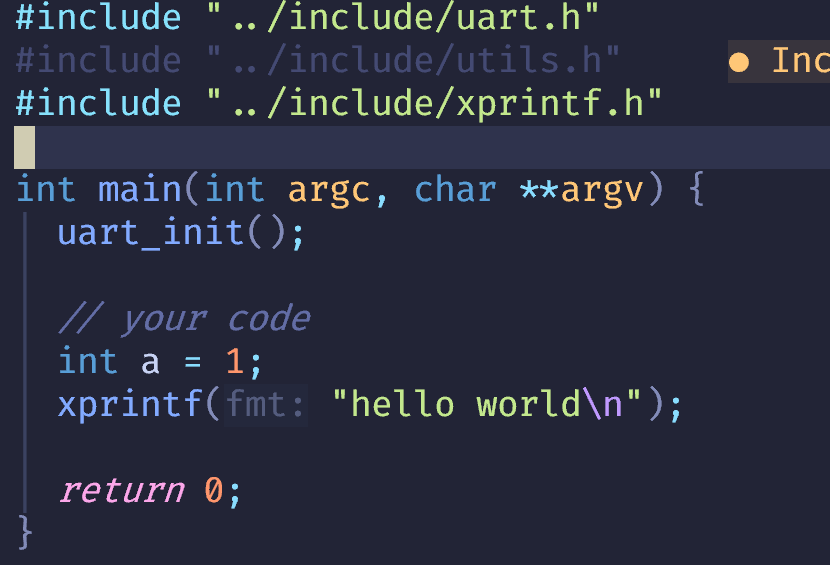 #include "../include/uart.h"
#include "../include/utils.h" ● Inc
#include "../include/xprintf.h"
int main(int argc, char **argv) {
uart_init();
// your code
int a = 1;
xprintf(fmt: "hello world\n");
return 0;
}